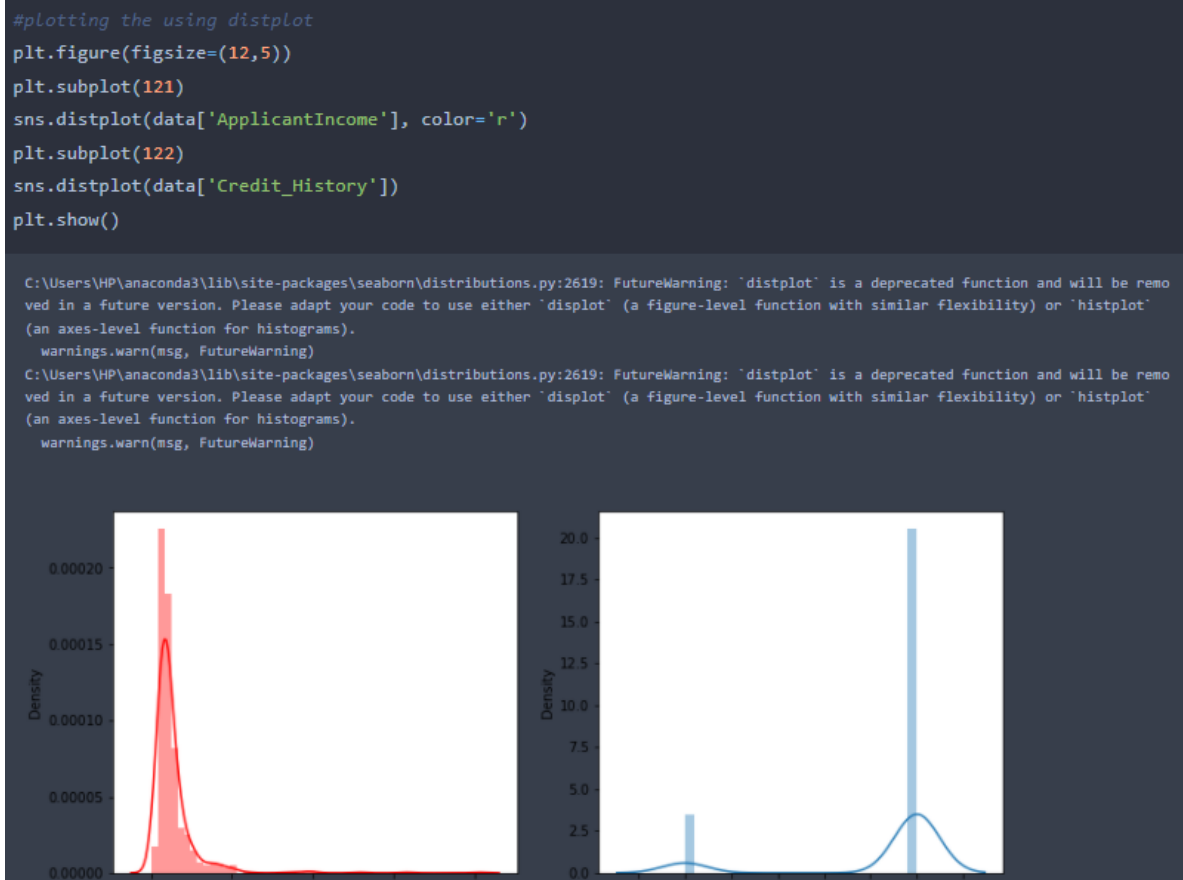 #plotting the using distplot
plt.figure(figsize=(12,5))
plt.subplot(121)
sns.distplot(data['ApplicantIncome'], color='r')
plt.subplot(122)
sns.distplot(data['Credit_History'])
plt.show()
C:\Users\HP\anaconda3\lib\site-packages\seaborn\distributions.py:2619: FutureWarning: `distplot` is a deprecated function and will be remo
ved in a future version. Please adapt your code to use either `displot` (a figure-level function with similar flexibility) or `histplot`
(an axes-level function for histograms).
warnings.warn(msg, FutureWarning)
C:\Users\HP\anaconda3\lib\site-packages\seaborn\distributions.py:2619: FutureWarning: `distplot` is a deprecated function and will be remo
ved in a future version. Please adapt your code to use either `displot` (a figure-level function with similar flexibility) or `histplot`
(an axes-level function for histograms).
warnings.warn(msg, FutureWarning)
0.00020
0.00015
0.00010
0.00005
0.00000
Density
20.0
17.5
15.0
12.5
10.0
7.5
5.0
2.5
0.0
Density